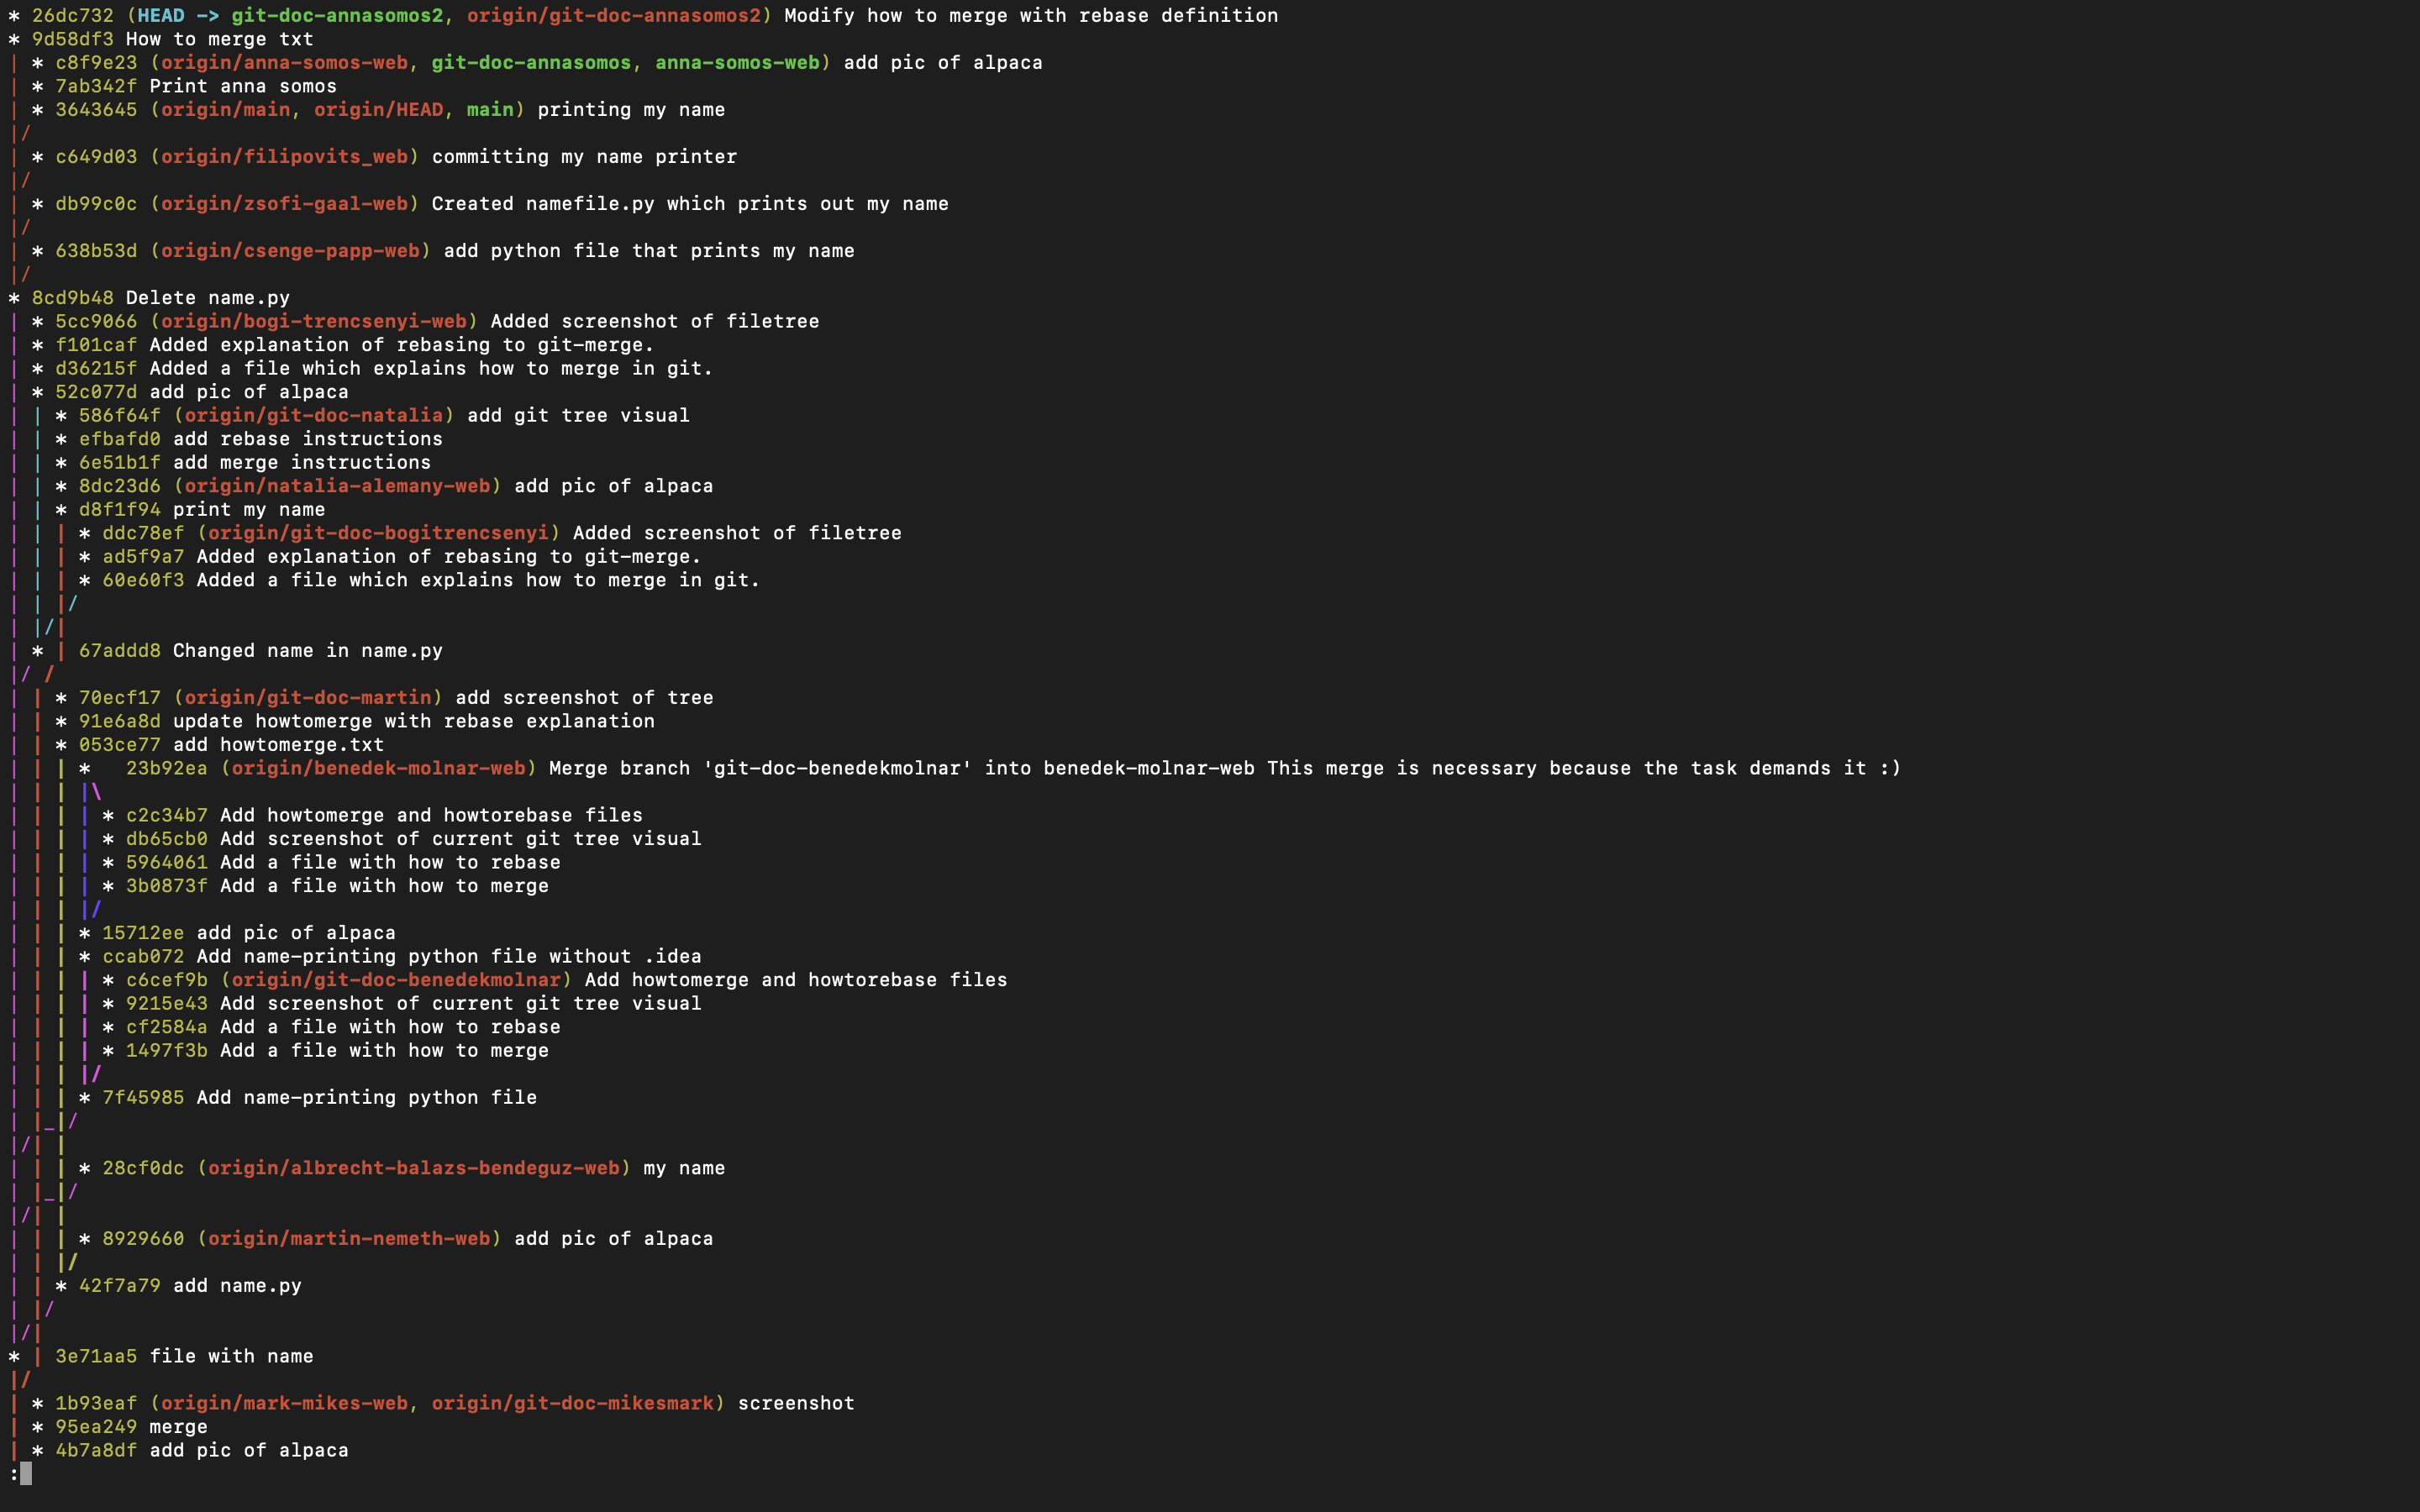 * 26dc732 (HEAD -> git-doc-annasomos2, origin/git-doc-annasomos2) Modify how to merge with rebase definition
* 9d58df3 How to merge txt
| * c8f9e23 (origin/anna-somos-web, git-doc-annasomos, anna-somos-web) add pic of alpaca
| * 7ab342f Print anna somos
| * 3643645 (origin/main, origin/HEAD, main) printing my name
|/
| * c649d03 (origin/filipovits_web) committing my name printer
|/
| * db99c0c (origin/zsofi-gaal-web) Created namefile.py which prints out my name
|/
| * 638b53d (origin/csenge-papp-web) add python file that prints my name
|/
* 8cd9b48 Delete name.py
| * 5cc9066 (origin/bogi-trencsenyi-web) Added screenshot of filetree
| * f101caf Added explanation of rebasing to git-merge.
| * d36215f Added a file which explains how to merge in git.
| * 52c077d add pic of alpaca
| | * 586f64f (origin/git-doc-natalia) add git tree visual
| | * efbafd0 add rebase instructions
| | * 6e51b1f add merge instructions
| | * 8dc23d6 (origin/natalia-alemany-web) add pic of alpaca
| | * d8f1f94 print my name
| | | * ddc78ef (origin/git-doc-bogitrencsenyi) Added screenshot of filetree
| | | * ad5f9a7 Added explanation of rebasing to git-merge.
| | | * 60e60f3 Added a file which explains how to merge in git.
| | |/
| |/|
| * | 67addd8 Changed name in name.py
|/ /
| | * 70ecf17 (origin/git-doc-martin) add screenshot of tree
| | * 91e6a8d update howtomerge with rebase explanation
| | * 053ce77 add howtomerge.txt
| | | *   23b92ea (origin/benedek-molnar-web) Merge branch 'git-doc-benedekmolnar' into benedek-molnar-web This merge is necessary because the task demands it :)
| | | |\
| | | | * c2c34b7 Add howtomerge and howtorebase files
| | | | * db65cb0 Add screenshot of current git tree visual
| | | | * 5964061 Add a file with how to rebase
| | | | * 3b0873f Add a file with how to merge
| | | |/
| | | * 15712ee add pic of alpaca
| | | * ccab072 Add name-printing python file without .idea
| | | | * c6cef9b (origin/git-doc-benedekmolnar) Add howtomerge and howtorebase files
| | | | * 9215e43 Add screenshot of current git tree visual
| | | | * cf2584a Add a file with how to rebase
| | | | * 1497f3b Add a file with how to merge
| | | |/
| | | * 7f45985 Add name-printing python file
| |_|/
|/| |
| | | * 28cf0dc (origin/albrecht-balazs-bendeguz-web) my name
| |_|/
|/| |
| | | * 8929660 (origin/martin-nemeth-web) add pic of alpaca
| | |/
| | * 42f7a79 add name.py
| |/
|/|
* | 3e71aa5 file with name
|/
| * 1b93eaf (origin/mark-mikes-web, origin/git-doc-mikesmark) screenshot
| * 95ea249 merge
| * 4b7a8df add pic of alpaca
: